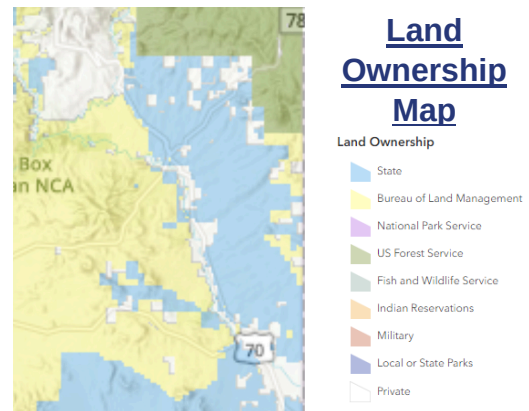 78
Box
an NCA
70
Land
Ownership
Map
Land Ownership
State
Bureau of Land Management
National Park Service
US Forest Service
Fish and Wildlife Service
Indian Reservations
Military
Local or State Parks
Private